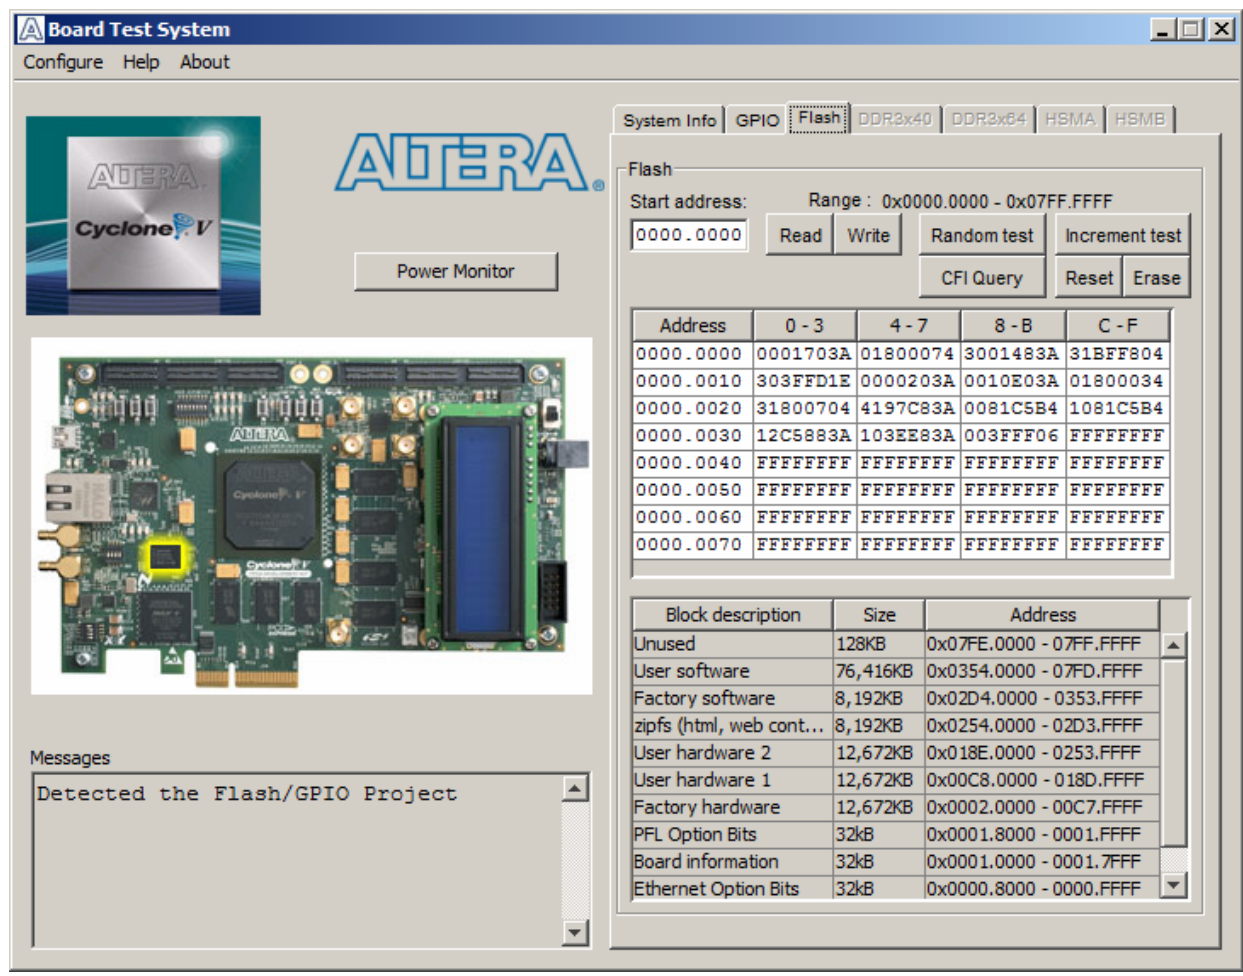 Board Test System
Configure Help About
ALTERA
Cyclone V
ALTERA
Power Monitor
ALTERA
ALTERA
Cyclone V
Cyclone V
Messages
Detected the Flash/GPIO Project
System Info GPIO Flash DDR3x40 DDR3x64 HSMA HSMB
Flash
Start address: Range : 0x0000.0000 - 0x07FF.FFFF
0000.0000 Read Write Random test Increment test
CFI Query Reset Erase
Address 0 - 3 4 - 7 8 - B C - F
0000.0000 0001703A 01800074 3001483A 31BFF804
0000.0010 303FFD1E 0000203A 0010E03A 01800034
0000.0020 31800704 4197C83A 0081C5B4 1081C5B4
0000.0030 12C5883A 103EE83A 003FFF06 FFFFFFFF
0000.0040 FFFFFFFF FFFFFFFF FFFFFFFF FFFFFFFF
0000.0050 FFFFFFFF FFFFFFFF FFFFFFFF FFFFFFFF
0000.0060 FFFFFFFF FFFFFFFF FFFFFFFF FFFFFFFF
0000.0070 FFFFFFFF FFFFFFFF FFFFFFFF FFFFFFFF
Block description Size Address
Unused 128KB 0x07FE.0000 - 07FF.FFFF
User software 76,416KB 0x0354.0000 - 07FD.FFFF
Factory software 8,192KB 0x02D4.0000 - 0353.FFFF
zipfs (html, web cont... 8,192KB 0x0254.0000 - 02D3.FFFF
User hardware 2 12,672KB 0x018E.0000 - 0253.FFFF
User hardware 1 12,672KB 0x00C8.0000 - 018D.FFFF
Factory hardware 12,672KB 0x0002.0000 - 00C7.FFFF
PFL Option Bits 32kB 0x0001.8000 - 0001.FFFF
Board information 32kB 0x0001.0000 - 0001.7FFF
Ethernet Option Bits 32kB 0x0000.8000 - 0000.FFFF